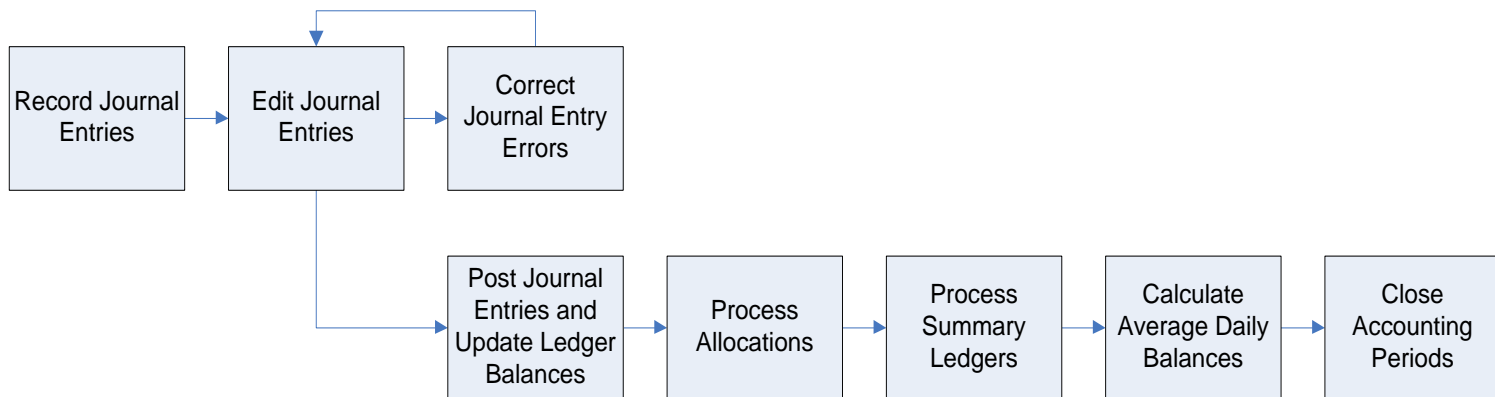 Record Journal
Entries
Edit Journal
Entries
Correct
Journal Entry
Errors
Post Journal
Entries and
Update Ledger
Balances
Process
Allocations
Process
Summary
Ledgers
Calculate
Average Daily
Balances
Close
Accounting
Periods